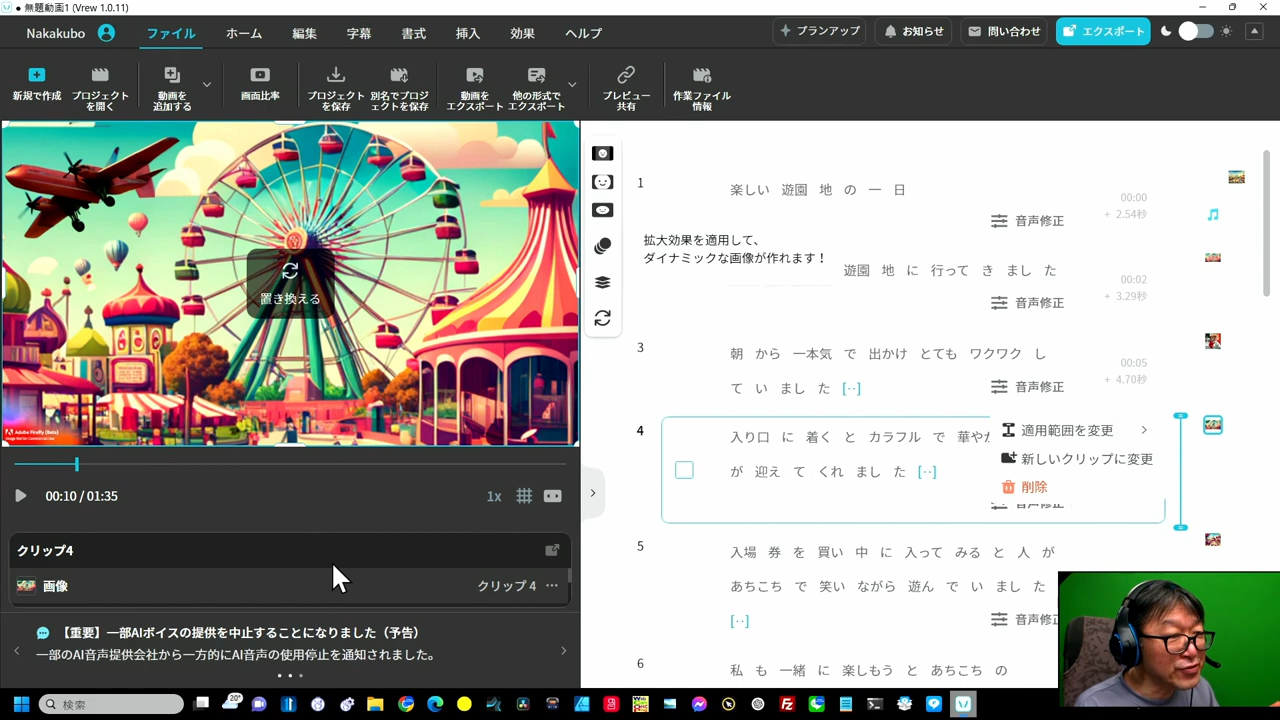 ● 無題動画1 (Vrew 1.0.11)
Nakakubo ファイル ホーム 編集 字幕 書式 挿入 効果 ヘルプ プランアップ お知らせ 問い合わせ エクスポート
新規で作成 プロジェクトを開く 動画を追加する 画面比率 プロジェクトを保存 別名でプロジェクトを保存 動画をエクスポート 他の形式でエクスポート プレビュー共有 作業ファイル情報
置き換える
Adobe Firefly (Beta)
00:10 / 01:35 1x
クリップ4
画像 クリップ 4 ···
【重要】一部AIボイスの提供を中止することになりました（予告）
一部のAI音声提供会社から一方的にAI音声の使用停止を通知されました。
1 楽しい 遊園 地 の 一 日 00:00
+ 2.54秒
音声修正
拡大効果を適用して、
ダイナミックな画像が作れます！
遊園 地 に 行って き まし た 00:02
+ 3.29秒
音声修正
3 朝 から 一本気 で 出かけ とても ワクワク し 00:05
+ 4.70秒
て い まし た [··] 音声修正
4 入り口 に 着く と カラフル で 華やか
が 迎え て くれ まし た [··]
適用範囲を変更
新しいクリップに変更
削除
音声修正
5 入場 券 を 買い 中 に 入って みる と 人 が
あちこち で 笑い ながら 遊ん で い まし た
[··] 音声修正
6 私 も 一緒 に 楽しもう と あちこち の
検索 20°